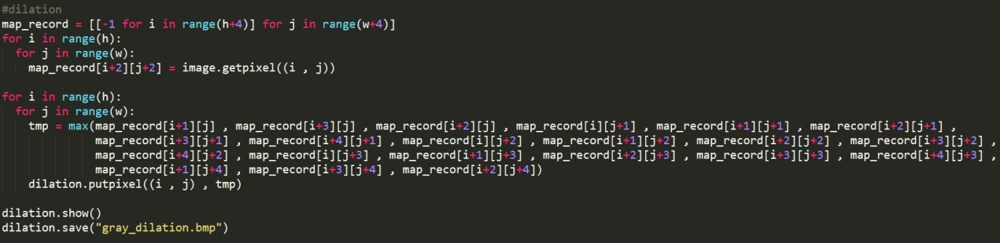 #dilation
map_record = [[-1 for i in range(h+4)] for j in range(w+4)]
for i in range(h):
  for j in range(w):
    map_record[i+2][j+2] = image.getpixel((i , j))

for i in range(h):
  for j in range(w):
    tmp = max(map_record[i+1][j] , map_record[i+3][j] , map_record[i+2][j] , map_record[i][j+1] , map_record[i+1][j+1] , map_record[i+2][j+1] ,
              map_record[i+3][j+1] , map_record[i+4][j+1] , map_record[i][j+2] , map_record[i+1][j+2] , map_record[i+2][j+2] , map_record[i+3][j+2] ,
              map_record[i+4][j+2] , map_record[i][j+3] , map_record[i+1][j+3] , map_record[i+2][j+3] , map_record[i+3][j+3] , map_record[i+4][j+3] ,
              map_record[i+1][j+4] , map_record[i+3][j+4] , map_record[i+2][j+4])
    dilation.putpixel((i , j) , tmp)

dilation.show()
dilation.save("gray_dilation.bmp")